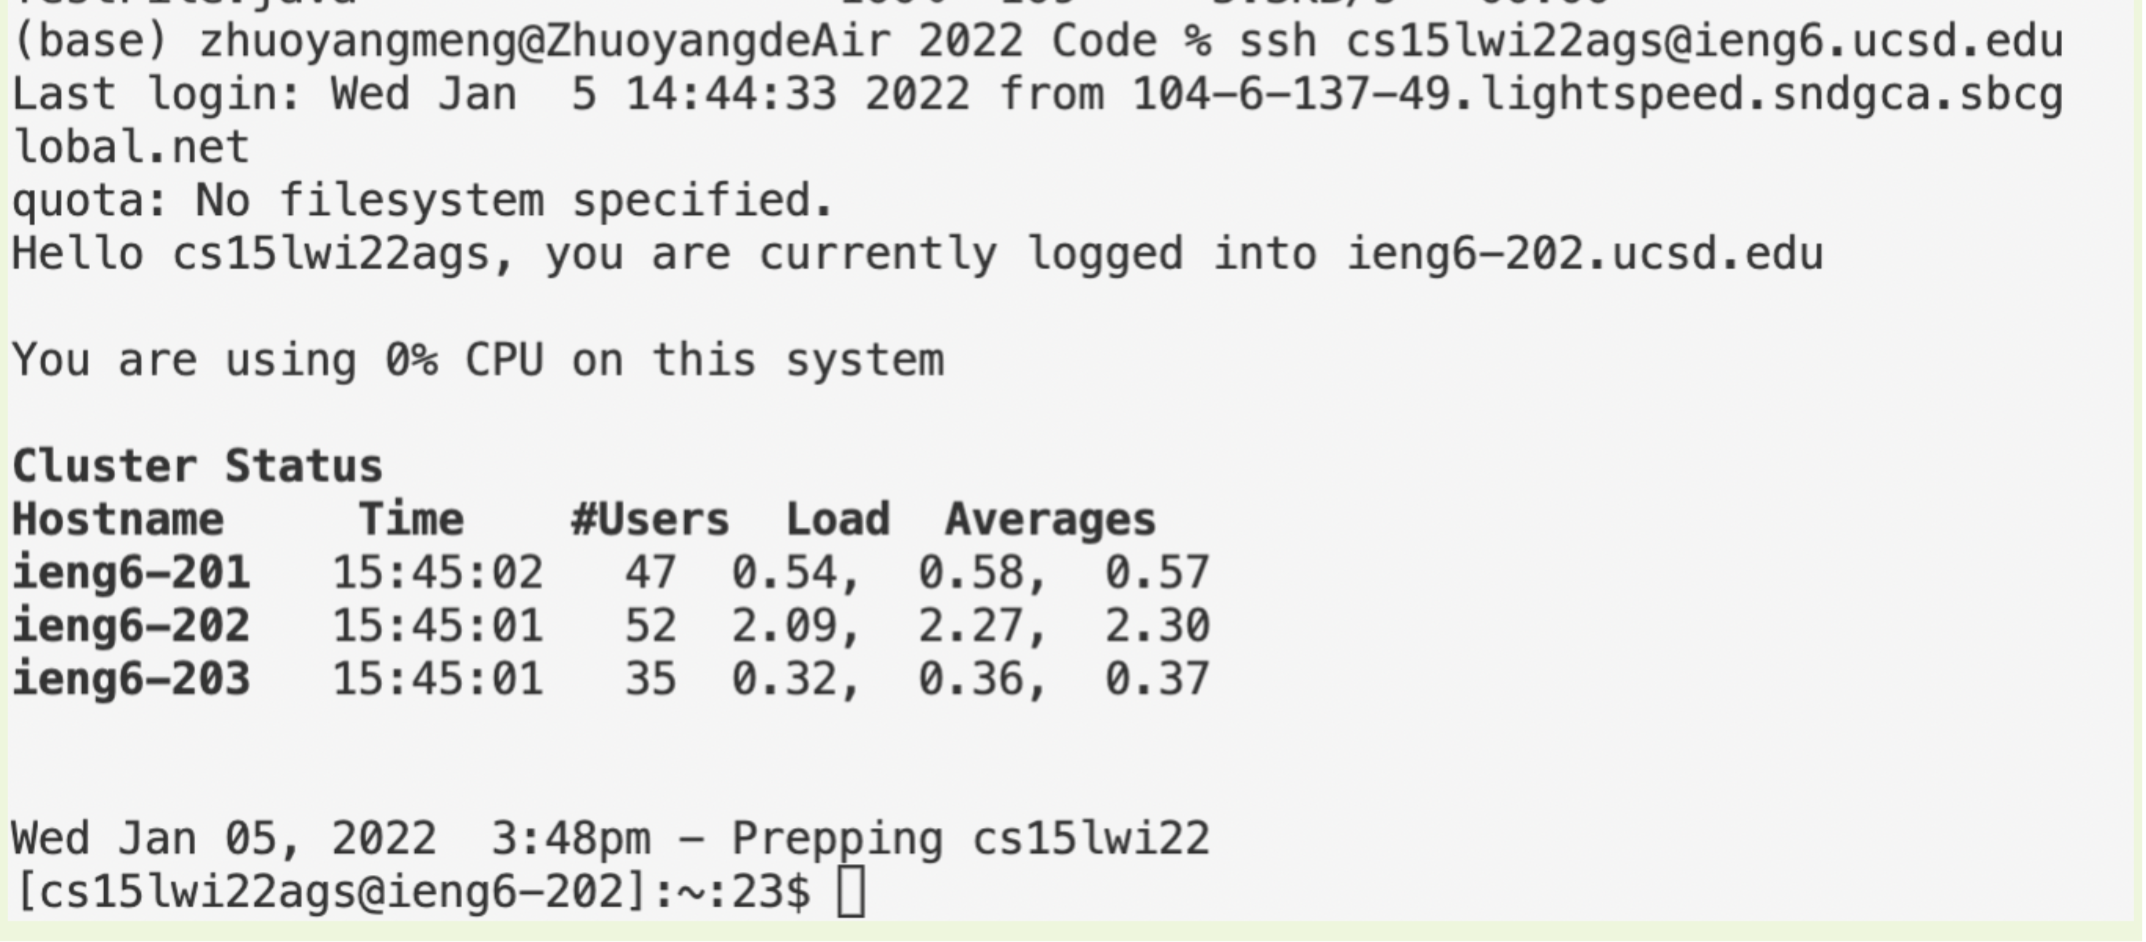 (base) zhuoyangmeng@ZhuoyangdeAir 2022 Code % ssh cs15lwi22ags@ieng6.ucsd.edu
Last login: Wed Jan  5 14:44:33 2022 from 104-6-137-49.lightspeed.sndgca.sbcg
lobal.net
quota: No filesystem specified.
Hello cs15lwi22ags, you are currently logged into ieng6-202.ucsd.edu
You are using 0% CPU on this system
Cluster Status
Hostname     Time    #Users  Load  Averages
ieng6-201   15:45:02   47  0.54,  0.58,  0.57
ieng6-202   15:45:01   52  2.09,  2.27,  2.30
ieng6-203   15:45:01   35  0.32,  0.36,  0.37
Wed Jan 05, 2022  3:48pm - Prepping cs15lwi22
[cs15lwi22ags@ieng6-202]:~:23$